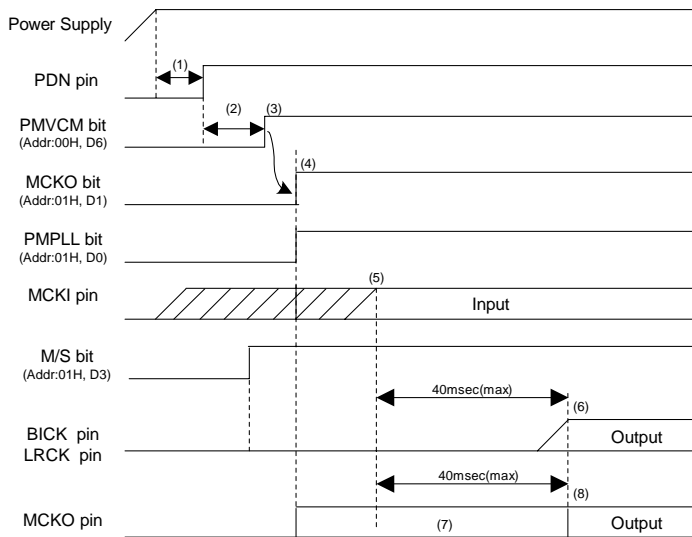 Power Supply
(1)
PDN pin
(2)
(3)
PMVCM bit
(Addr:00H, D6)
(4)
MCKO bit
(Addr:01H, D1)
PMPLL bit
(Addr:01H, D0)
(5)
MCKI pin
Input
M/S bit
(Addr:01H, D3)
40msec(max)
(6)
BICK pin
Output
LRCK pin
40msec(max)
(8)
MCKO pin
(7)
Output